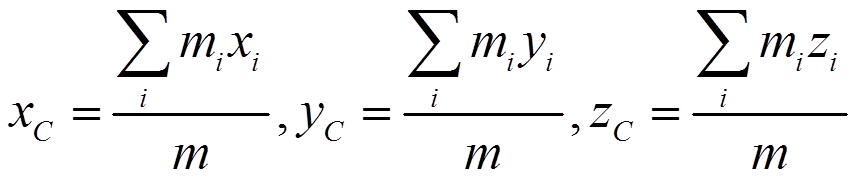 x_C = \frac{\sum_i m_i x_i}{m}, y_C = \frac{\sum_i m_i y_i}{m}, z_C = \frac{\sum_i m_i z_i}{m}